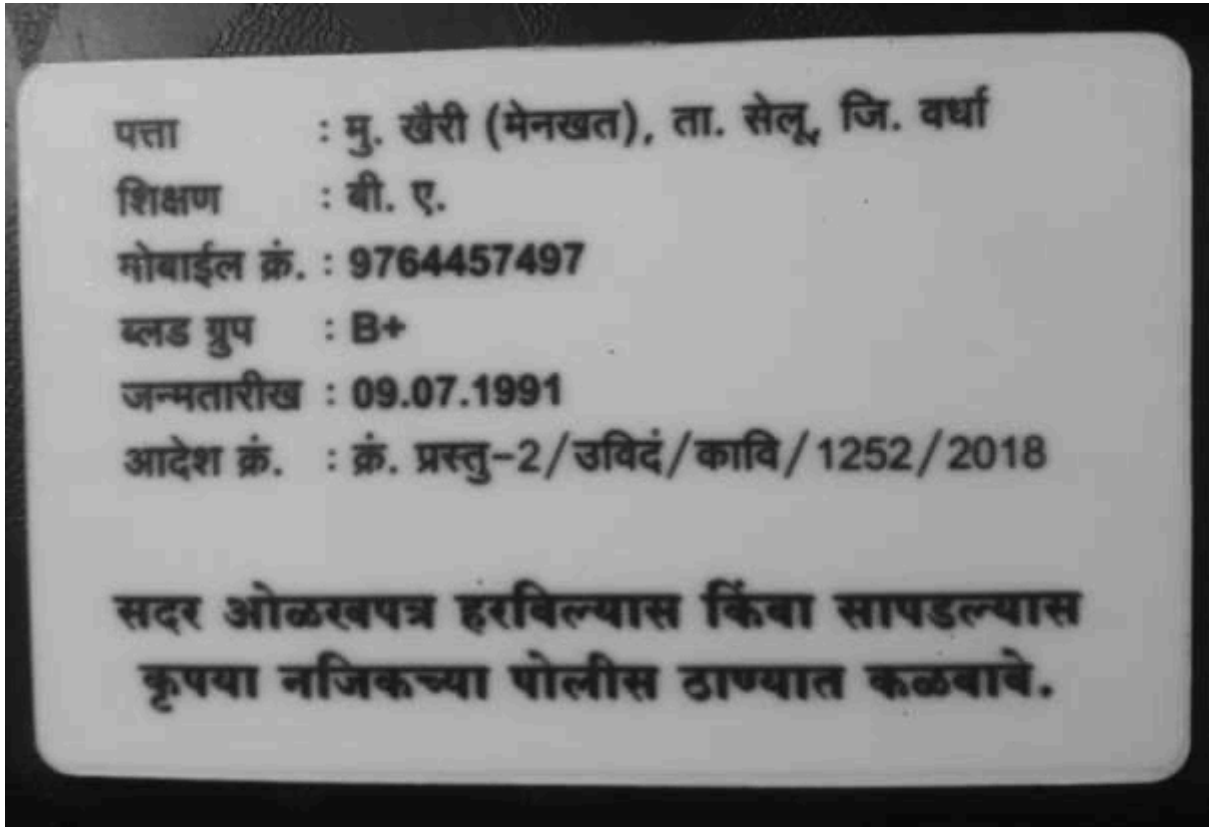 पत्ता : मु. खैरी (मेनखत), ता. सेलू, जि. वर्धा
शिक्षण : बी. ए.
मोबाईल क्रं. : 9764457497
ब्लड ग्रुप : B+
जन्मतारीख : 09.07.1991
आदेश क्रं. : क्रं. प्रस्तु-2/उविदं/कावि/1252/2018
सदर ओळखपत्र हरविल्यास किंवा सापडल्यास
कृपया नजिकच्या पोलीस ठाण्यात कळवावे.